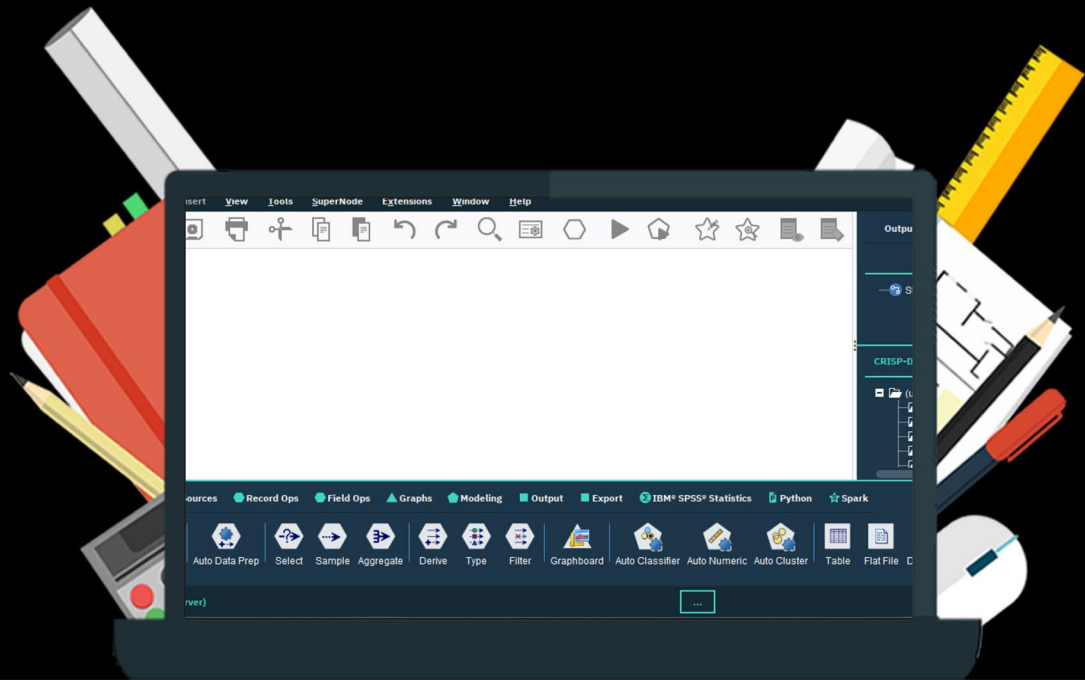 nsert View Tools SuperNode Extensions Window Help
Outpu
S
CRISP-D
(u
ources Record Ops Field Ops Graphs Modeling Output Export IBM® SPSS® Statistics Python Spark
Auto Data Prep Select Sample Aggregate Derive Type Filter Graphboard Auto Classifier Auto Numeric Auto Cluster Table Flat File D
rver) ...